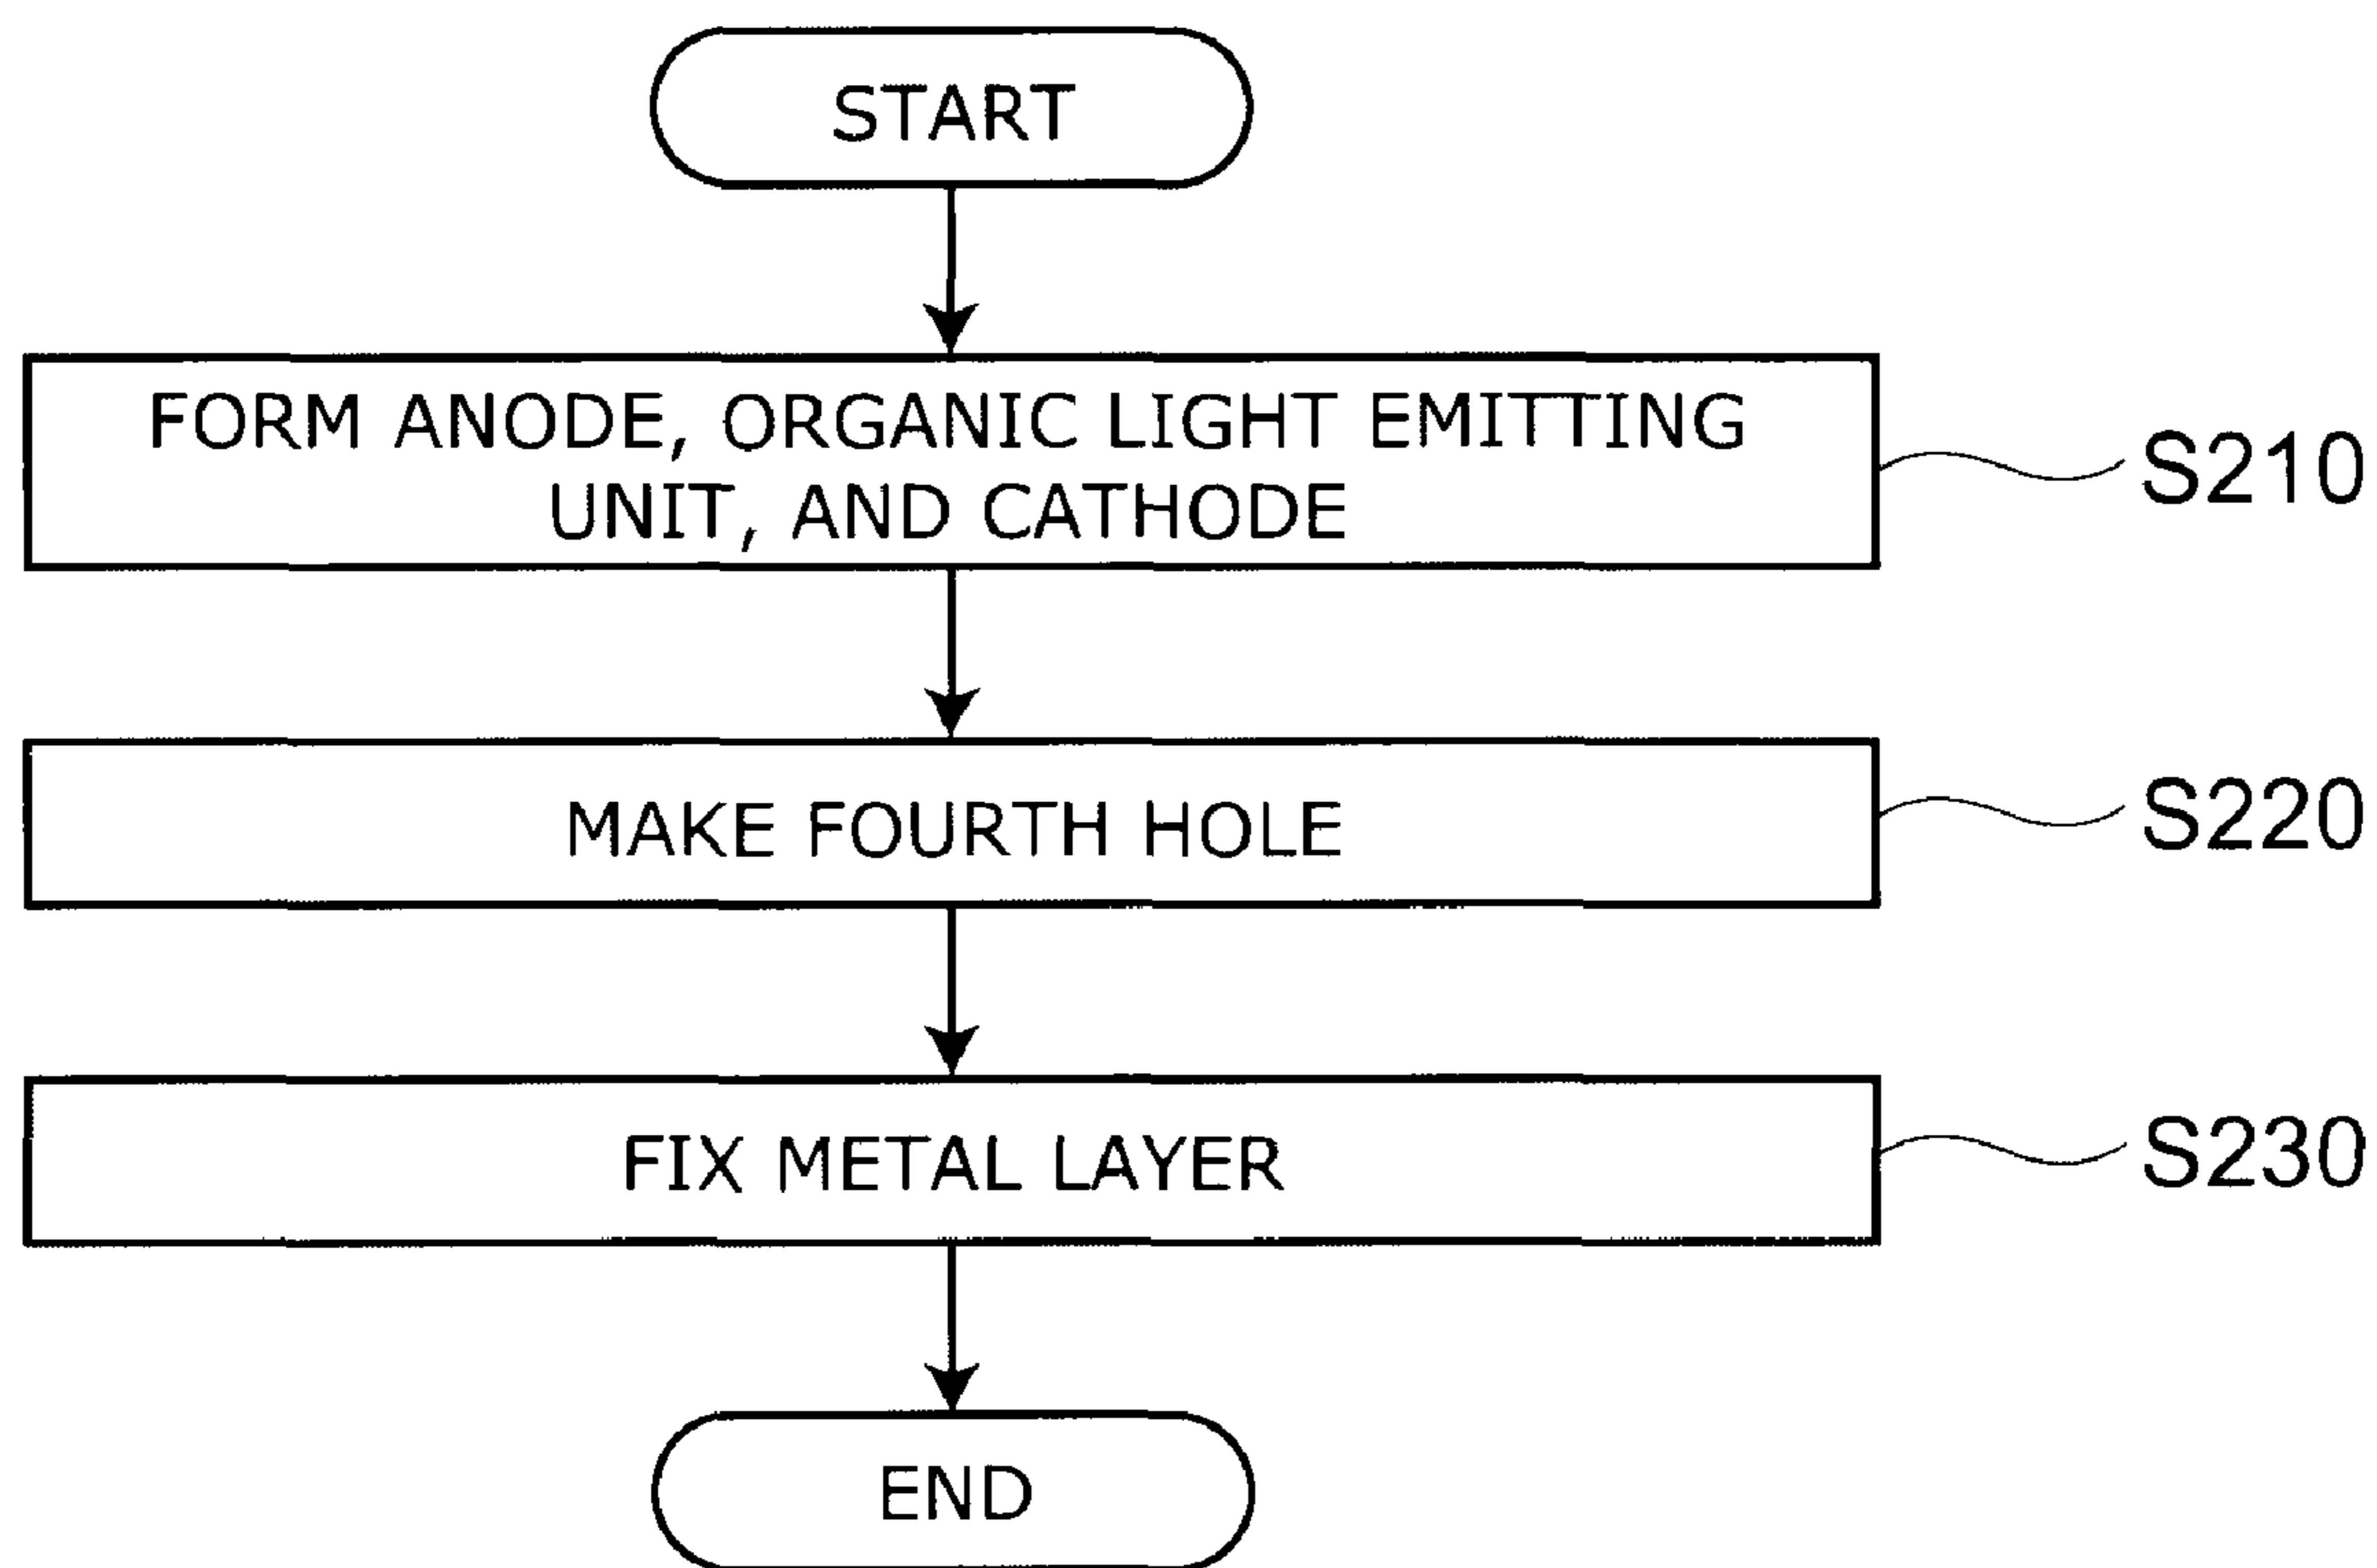 START
FORM ANODE, ORGANIC LIGHT EMITTING
UNIT, AND CATHODE
S210
MAKE FOURTH HOLE
S220
FIX METAL LAYER
S230
END